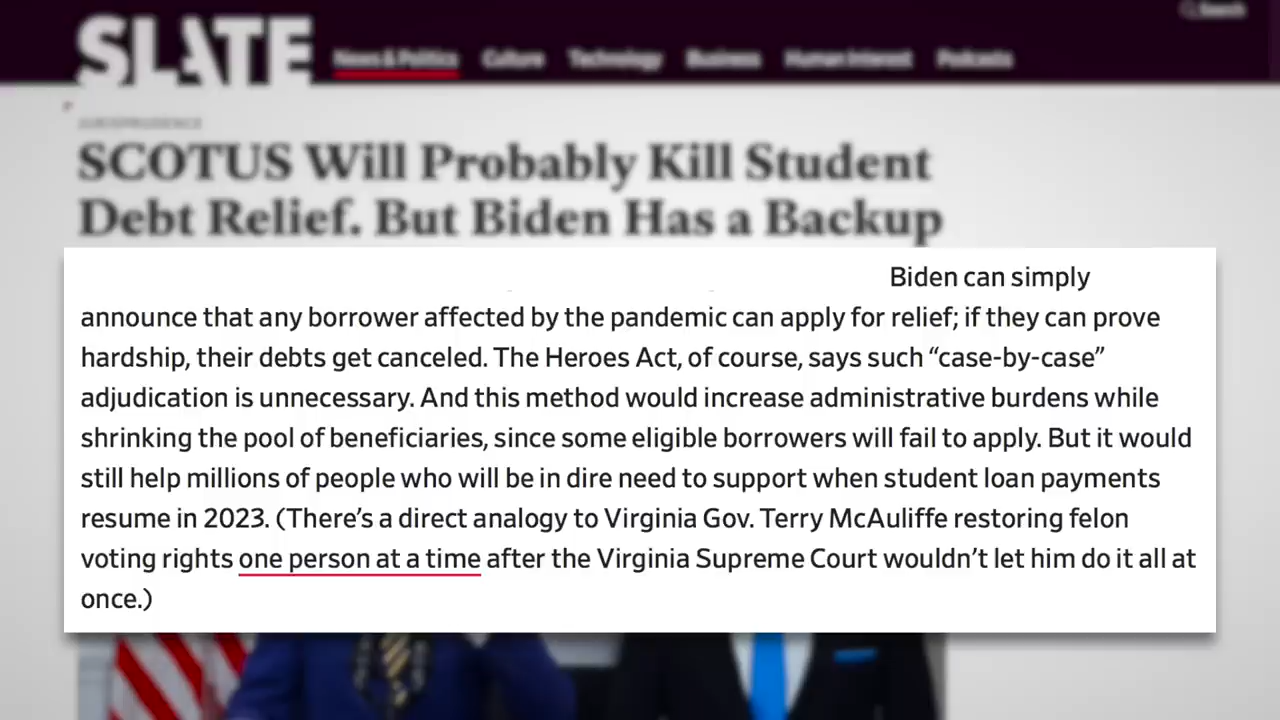 SLATE
News & Politics Culture Technology Business Human Interest Podcasts
Search
JURISPRUDENCE
SCOTUS Will Probably Kill Student
Debt Relief. But Biden Has a Backup
Biden can simply
announce that any borrower affected by the pandemic can apply for relief; if they can prove
hardship, their debts get canceled. The Heroes Act, of course, says such “case-by-case”
adjudication is unnecessary. And this method would increase administrative burdens while
shrinking the pool of beneficiaries, since some eligible borrowers will fail to apply. But it would
still help millions of people who will be in dire need to support when student loan payments
resume in 2023. (There’s a direct analogy to Virginia Gov. Terry McAuliffe restoring felon
voting rights one person at a time after the Virginia Supreme Court wouldn’t let him do it all at
once.)